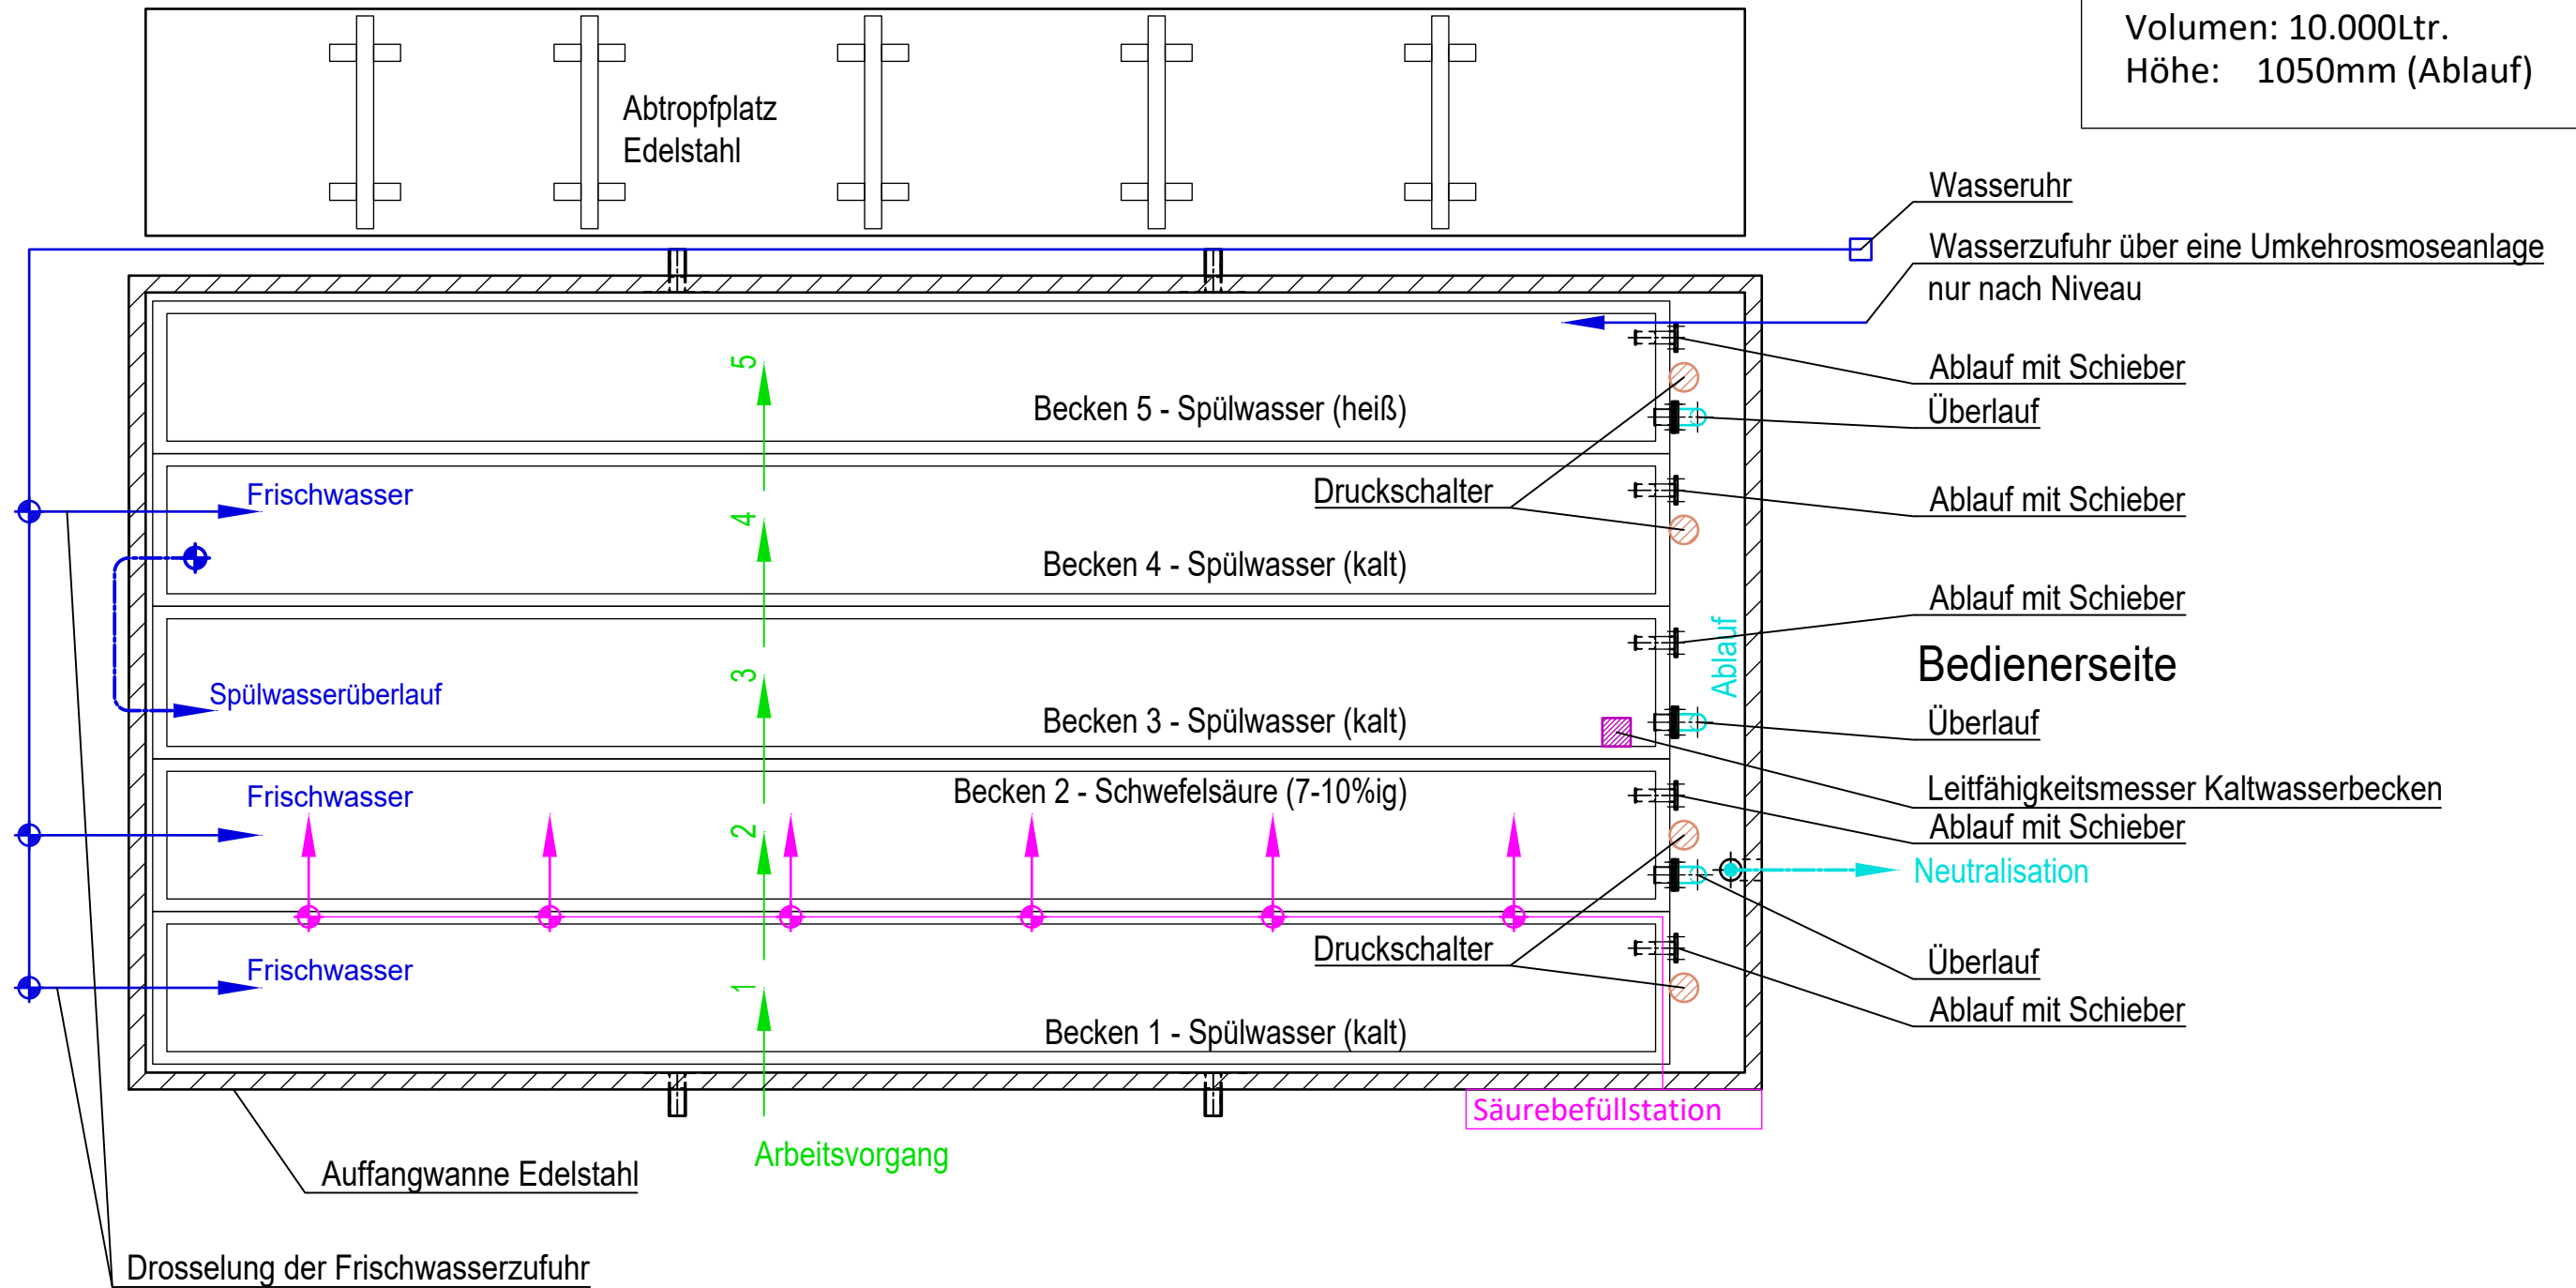 Volumen: 10.000Ltr.
Höhe: 1050mm (Ablauf)
Abtropfplatz
Edelstahl
Wasseruhr
Wasserzufuhr über eine Umkehrosmoseanlage
nur nach Niveau
Ablauf mit Schieber
5
Becken 5 - Spülwasser (heiß)
Überlauf
Frischwasser
Druckschalter
Ablauf mit Schieber
4
Becken 4 - Spülwasser (kalt)
Ablauf mit Schieber
Ablauf
Bedienerseite
Spülwasserüberlauf
3
Becken 3 - Spülwasser (kalt)
Überlauf
Frischwasser
Becken 2 - Schwefelsäure (7-10%ig)
Leitfähigkeitsmesser Kaltwasserbecken
2
Ablauf mit Schieber
Neutralisation
Druckschalter
Überlauf
Frischwasser
1
Ablauf mit Schieber
Becken 1 - Spülwasser (kalt)
Säurebefüllstation
Arbeitsvorgang
Auffangwanne Edelstahl
Drosselung der Frischwasserzufuhr